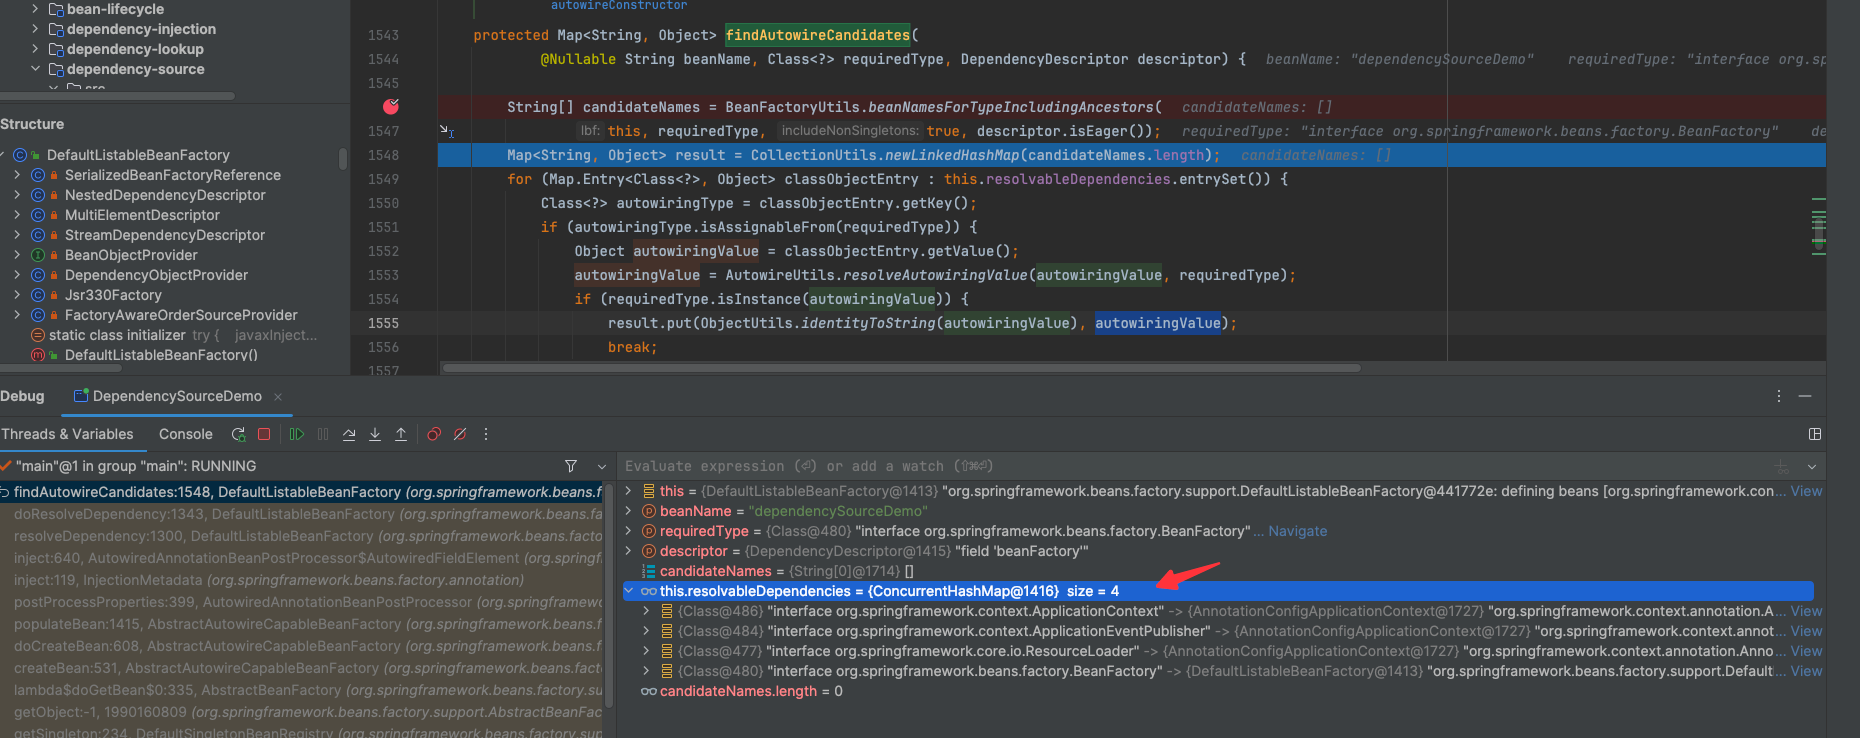 bean-lifecycle
dependency-injection
dependency-lookup
dependency-source
src
Structure
DefaultListableBeanFactory
SerializedBeanFactoryReference
NestedDependencyDescriptor
MultiElementDescriptor
StreamDependencyDescriptor
BeanObjectProvider
DependencyObjectProvider
Jsr330Factory
FactoryAwareOrderSourceProvider
static class initializer try { javaxInject...
DefaultListableBeanFactory()
autowireConstructor
1543 protected Map<String, Object> findAutowireCandidates(
1544 @Nullable String beanName, Class<?> requiredType, DependencyDescriptor descriptor) { beanName: "dependencySourceDemo" requiredType: "interface org.sp
1545
String[] candidateNames = BeanFactoryUtils.beanNamesForTypeIncludingAncestors( candidateNames: []
1547 lbf: this, requiredType, includeNonSingletons: true, descriptor.isEager()); requiredType: "interface org.springframework.beans.factory.BeanFactory" de
1548 Map<String, Object> result = CollectionUtils.newLinkedHashMap(candidateNames.length); candidateNames: []
1549 for (Map.Entry<Class<?>, Object> classObjectEntry : this.resolvableDependencies.entrySet()) {
1550 Class<?> autowiringType = classObjectEntry.getKey();
1551 if (autowiringType.isAssignableFrom(requiredType)) {
1552 Object autowiringValue = classObjectEntry.getValue();
1553 autowiringValue = AutowireUtils.resolveAutowiringValue(autowiringValue, requiredType);
1554 if (requiredType.isInstance(autowiringValue)) {
1555 result.put(ObjectUtils.identityToString(autowiringValue), autowiringValue);
1556 break;
1557
Debug DependencySourceDemo
Threads & Variables Console
"main"@1 in group "main": RUNNING
findAutowireCandidates:1548, DefaultListableBeanFactory (org.springframework.beans.f
doResolveDependency:1343, DefaultListableBeanFactory (org.springframework.beans.fa
resolveDependency:1300, DefaultListableBeanFactory (org.springframework.beans.facto
inject:640, AutowiredAnnotationBeanPostProcessor$AutowiredFieldElement (org.spring
inject:119, InjectionMetadata (org.springframework.beans.factory.annotation)
postProcessProperties:399, AutowiredAnnotationBeanPostProcessor (org.springframew
populateBean:1415, AbstractAutowireCapableBeanFactory (org.springframework.beans.
doCreateBean:608, AbstractAutowireCapableBeanFactory (org.springframework.beans
createBean:531, AbstractAutowireCapableBeanFactory (org.springframework.beans.fact
lambda$doGetBean$0:335, AbstractBeanFactory (org.springframework.beans.factory.su
getObject:-1, 1990160809 (org.springframework.beans.factory.support.AbstractBeanFac
getSingleton:234, DefaultSingletonBeanRegistry (org.springframework.beans.factory.su
Evaluate expression (⏎) or add a watch (⇧⌘⏎)
this = {DefaultListableBeanFactory@1413} "org.springframework.beans.factory.support.DefaultListableBeanFactory@441772e: defining beans [org.springframework.con... View
beanName = "dependencySourceDemo"
requiredType = {Class@480} "interface org.springframework.beans.factory.BeanFactory" ... Navigate
descriptor = {DependencyDescriptor@1415} "field 'beanFactory'"
candidateNames = {String[0]@1714} []
this.resolvableDependencies = {ConcurrentHashMap@1416} size = 4
{Class@486} "interface org.springframework.context.ApplicationContext" -> {AnnotationConfigApplicationContext@1727} "org.springframework.context.annotation.A... View
{Class@484} "interface org.springframework.context.ApplicationEventPublisher" -> {AnnotationConfigApplicationContext@1727} "org.springframework.context.annot... View
{Class@477} "interface org.springframework.core.io.ResourceLoader" -> {AnnotationConfigApplicationContext@1727} "org.springframework.context.annotation.Anno... View
{Class@480} "interface org.springframework.beans.factory.BeanFactory" -> {DefaultListableBeanFactory@1413} "org.springframework.beans.factory.support.Default... View
candidateNames.length = 0